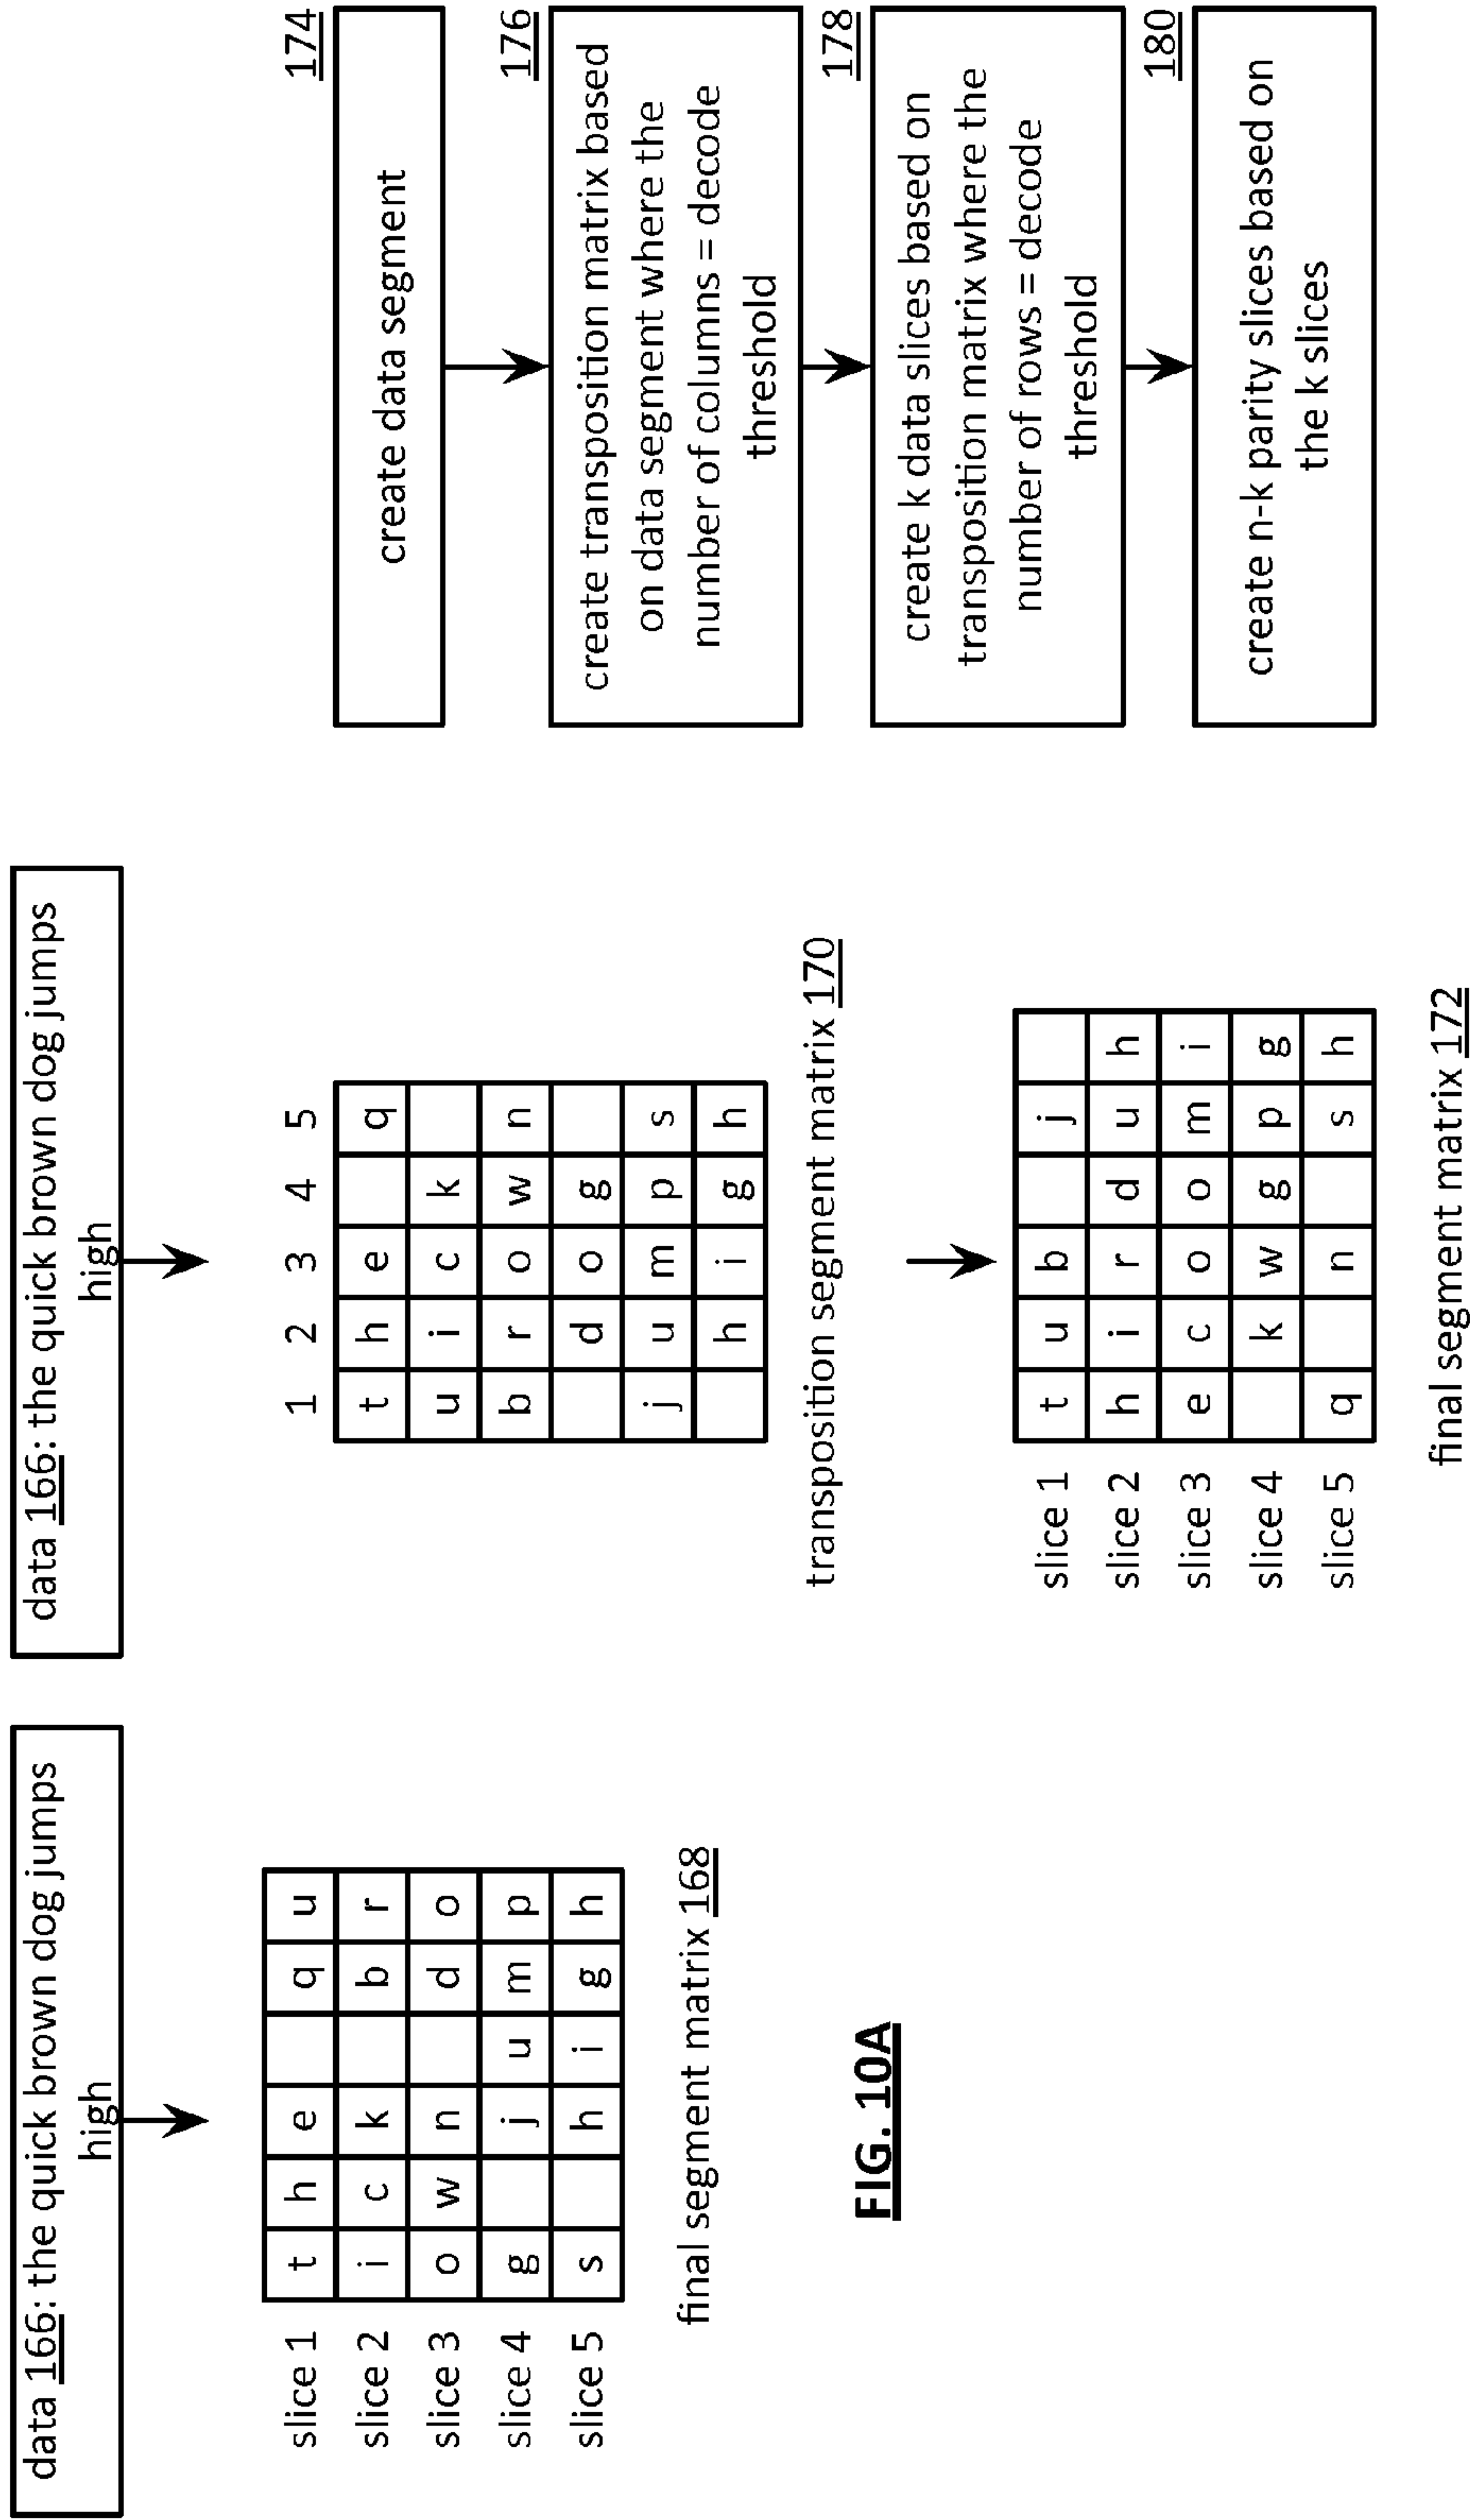 data 166: the quick brown dog jumps
high
slice 1 t h e q u
slice 2 i c k b r
slice 3 o w n d o
slice 4 g j u m p
slice 5 s h i g h
final segment matrix 168
FIG. 10A
data 166: the quick brown dog jumps
high
1 2 3 4 5
t h e q
u i c k
b r o w n
d o g
j u m p s
h i g h
transposition segment matrix 170
slice 1 t u b j
slice 2 h i r d u h
slice 3 e c o o m i
slice 4 k w g p g
slice 5 q n s h
final segment matrix 172
174
create data segment
176
create transposition matrix based
on data segment where the
number of columns = decode
threshold
178
create k data slices based on
transposition matrix where the
number of rows = decode
threshold
180
create n-k parity slices based on
the k slices